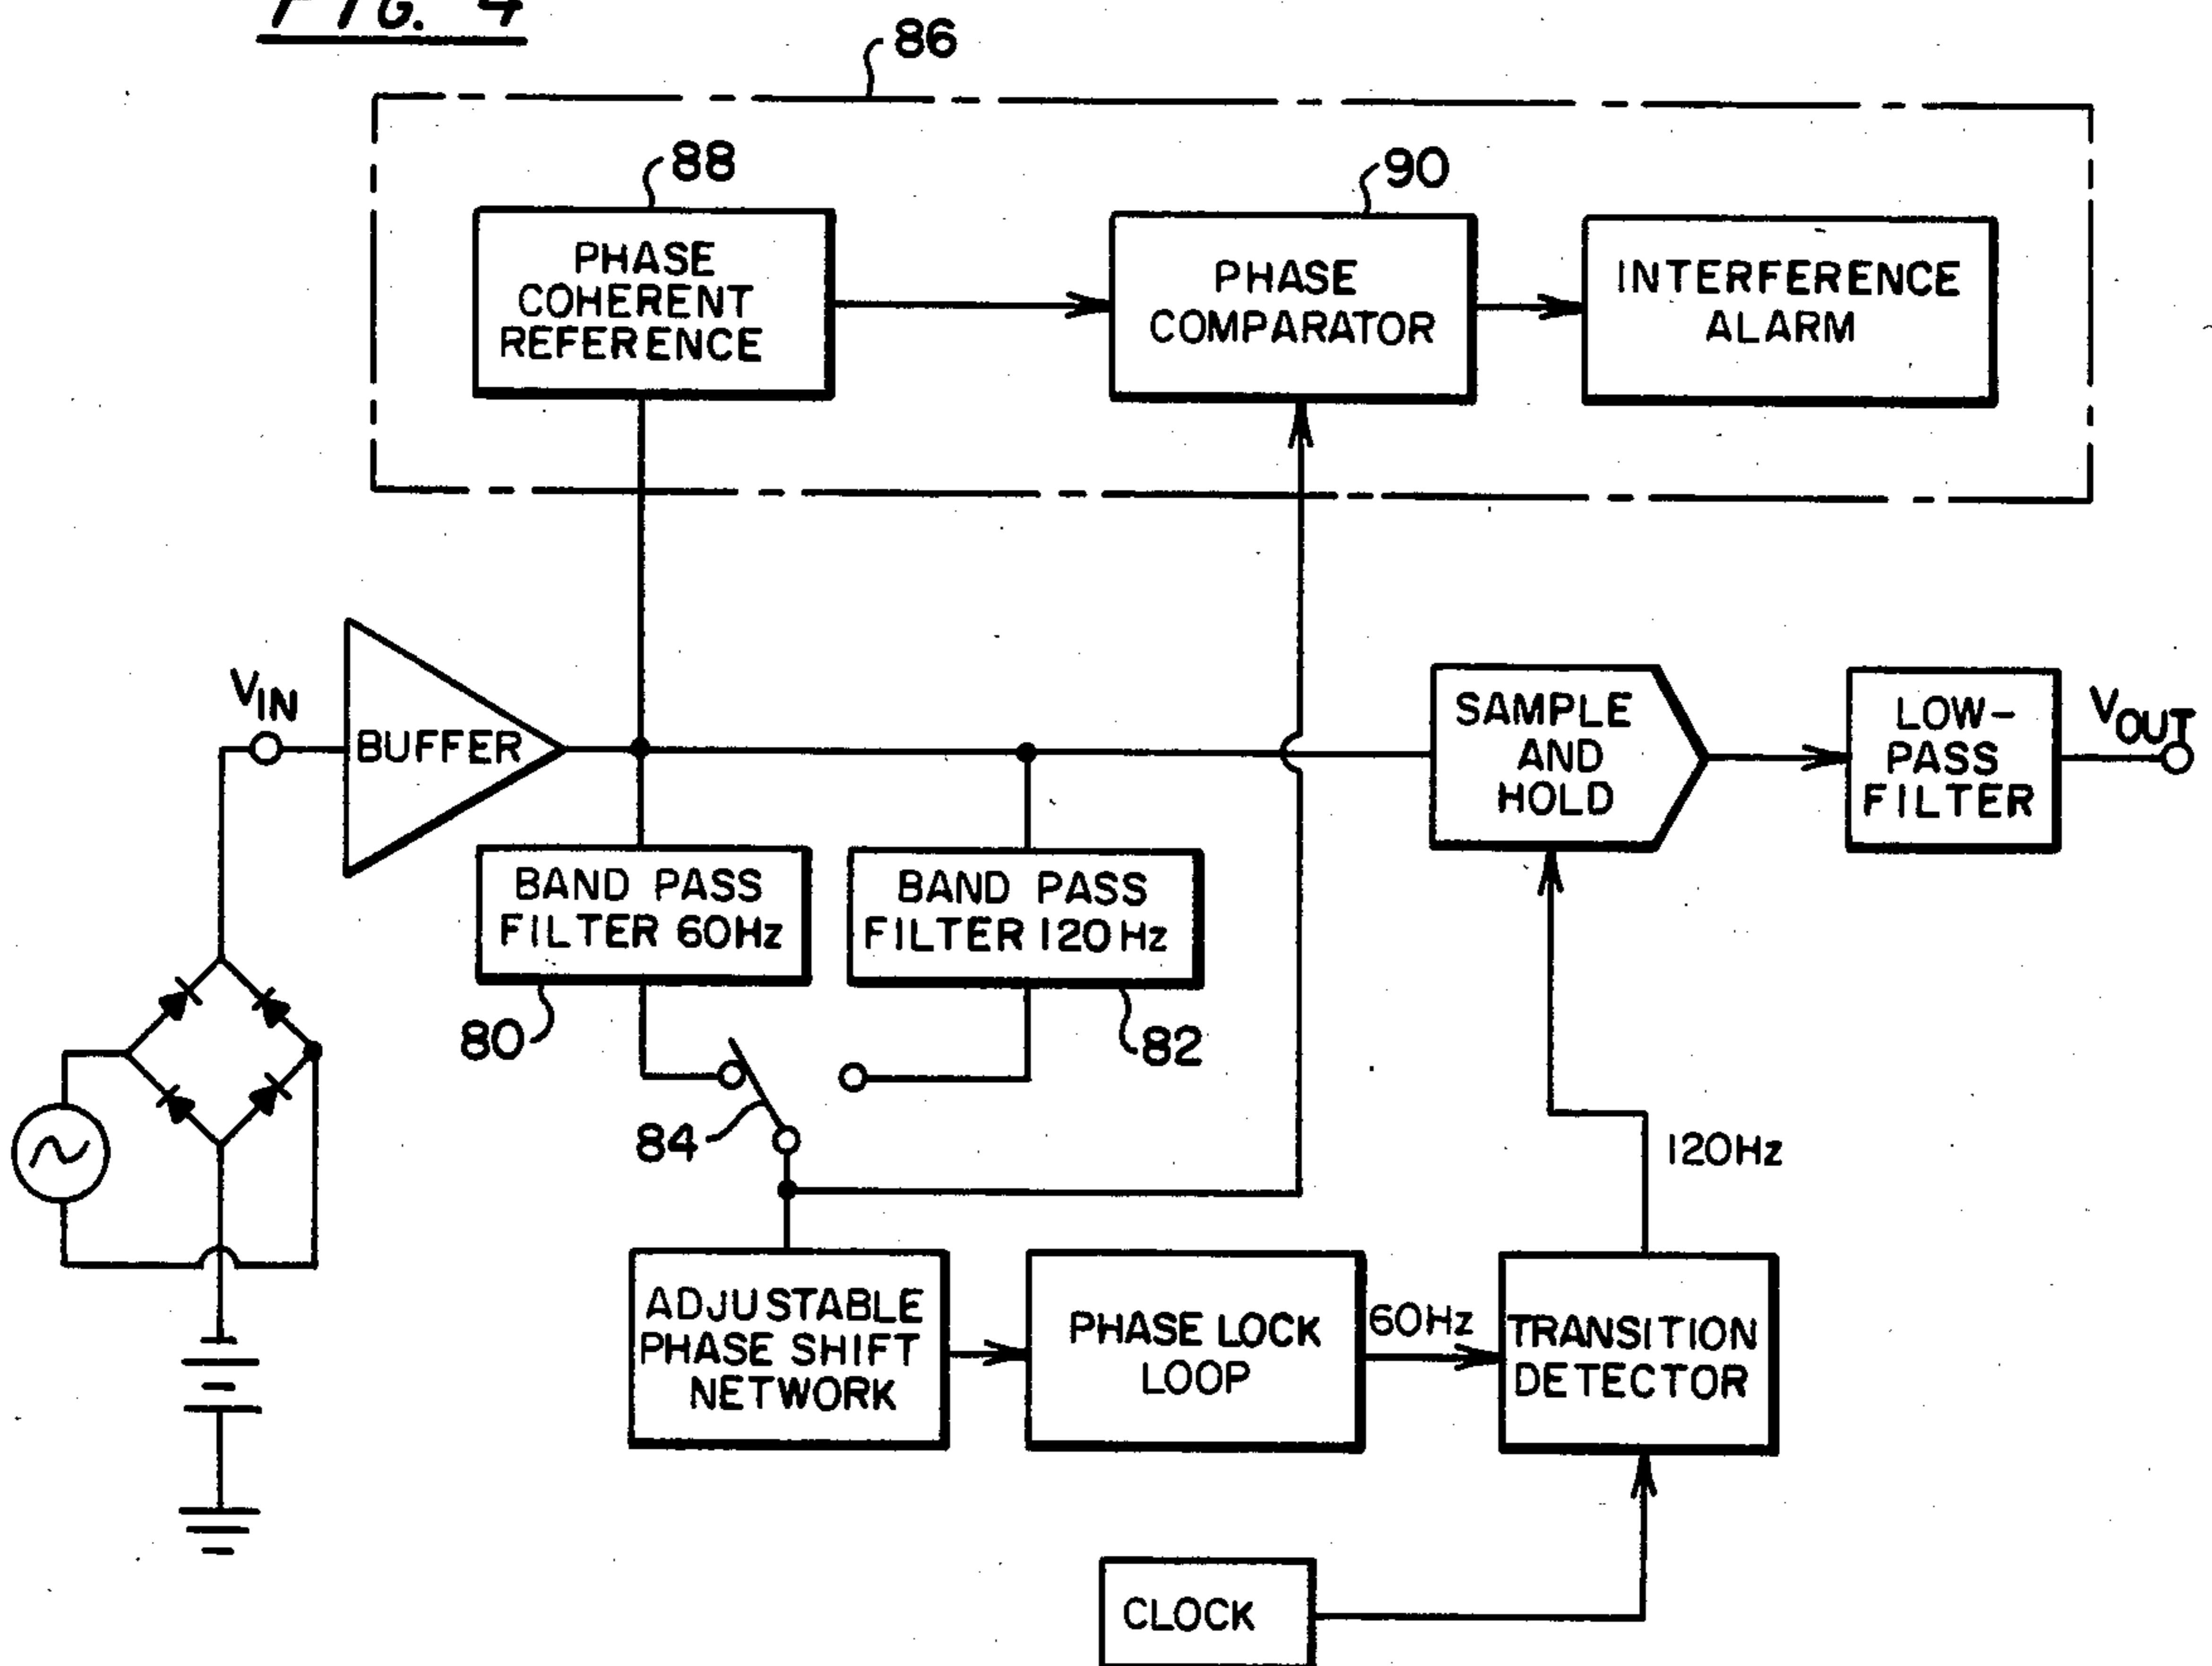 FIG. 4
86
88
90
PHASE
COHERENT
REFERENCE
PHASE
COMPARATOR
INTERFERENCE
ALARM
VIN
BUFFER
SAMPLE
AND
HOLD
LOW-
PASS
FILTER
VOUT
BAND PASS
FILTER 60Hz
BAND PASS
FILTER 120Hz
80
82
84
120Hz
ADJUSTABLE
PHASE SHIFT
NETWORK
PHASE LOCK
LOOP
60Hz
TRANSITION
DETECTOR
CLOCK